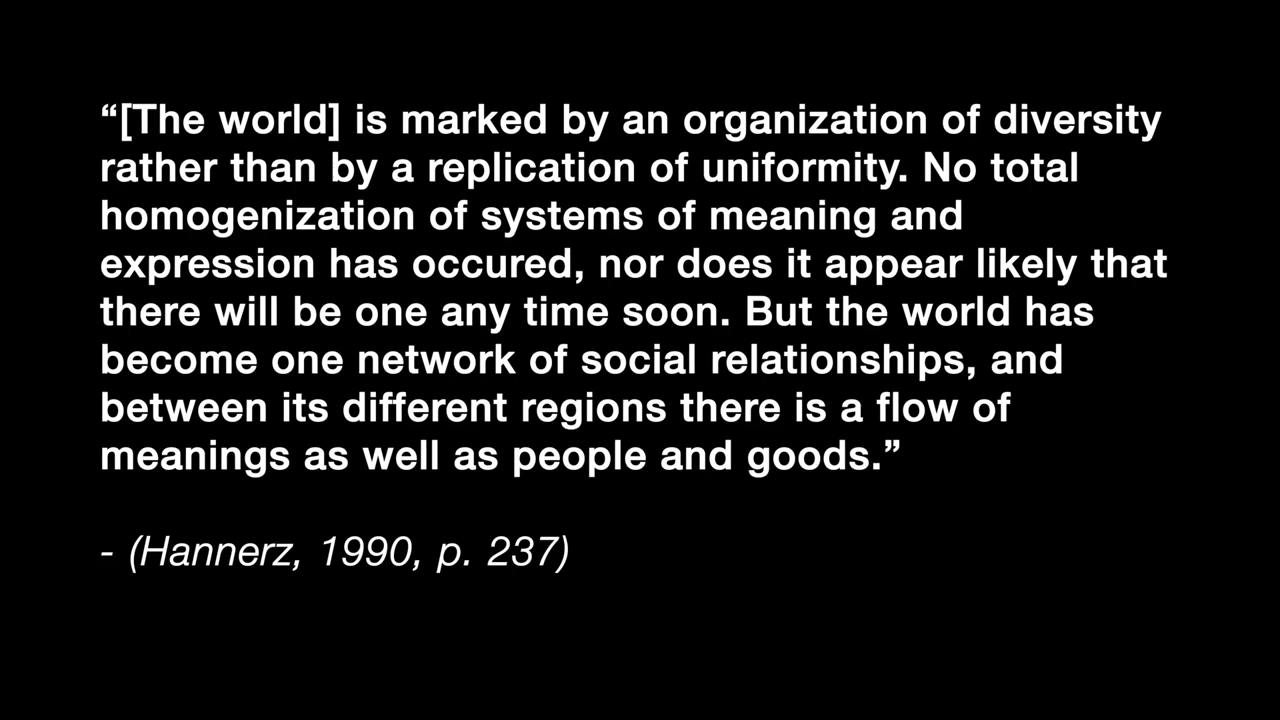 “[The world] is marked by an organization of diversity
rather than by a replication of uniformity. No total
homogenization of systems of meaning and
expression has occured, nor does it appear likely that
there will be one any time soon. But the world has
become one network of social relationships, and
between its different regions there is a flow of
meanings as well as people and goods.”
- (Hannerz, 1990, p. 237)